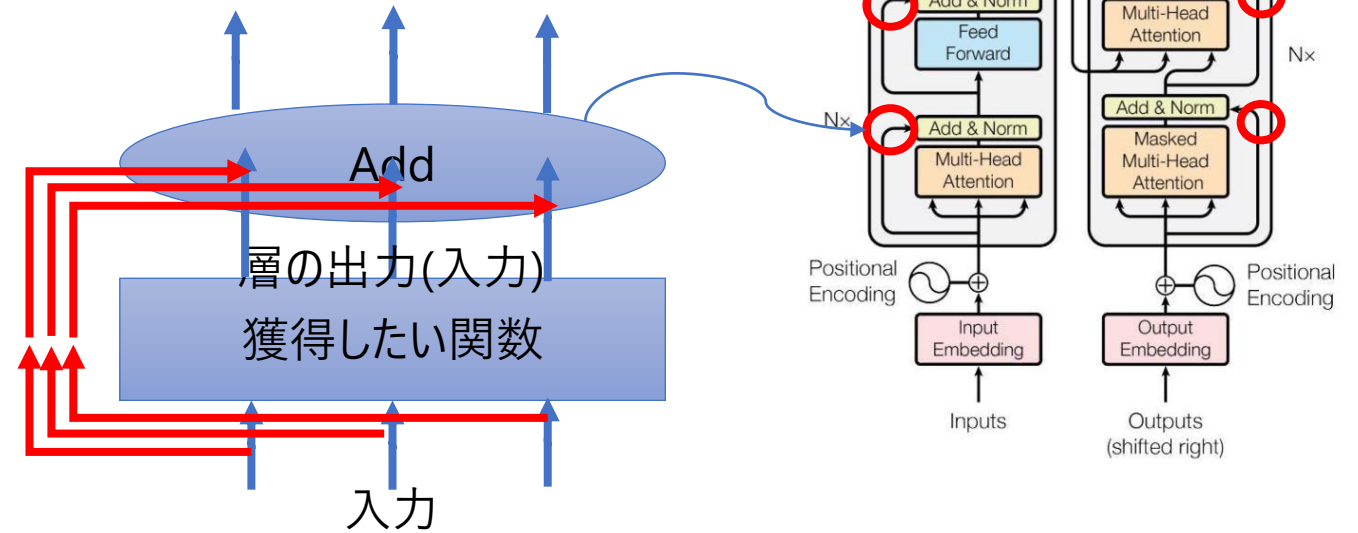 Add
層の出力(入力)
獲得したい関数
入力
Add & Norm
Feed
Forward
N×
Add & Norm
Multi-Head
Attention
Positional
Encoding
Input
Embedding
Inputs
Multi-Head
Attention
N×
Add & Norm
Masked
Multi-Head
Attention
Positional
Encoding
Output
Embedding
Outputs
(shifted right)